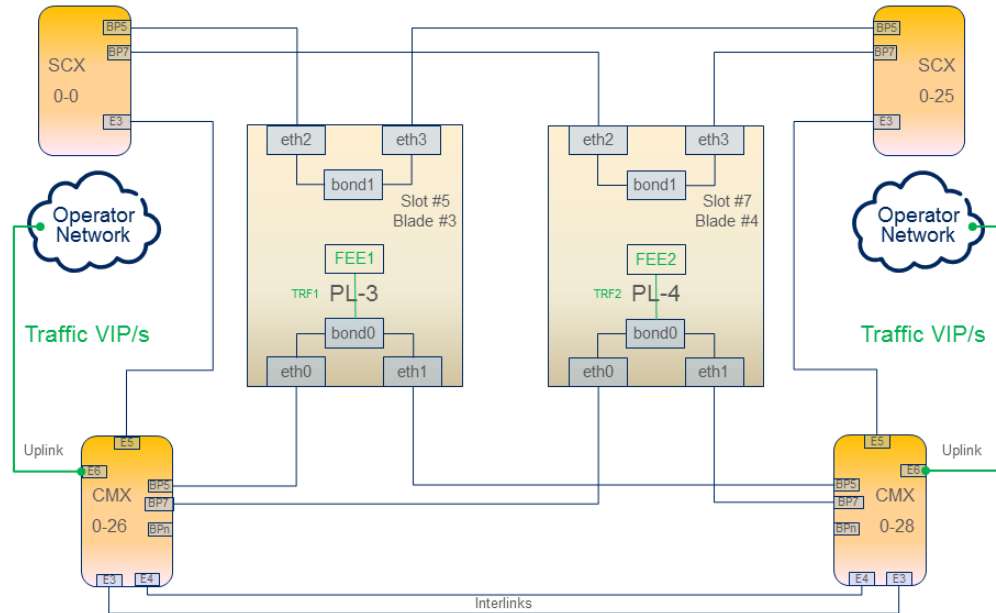 SCX
0-0
BP5
BP7
E3
SCX
0-25
BP5
BP7
E3
Operator
Network
Operator
Network
eth2
eth3
bond1
Slot #5
Blade #3
FEE1
TRF1
PL-3
bond0
eth0
eth1
eth2
eth3
bond1
Slot #7
Blade #4
FEE2
TRF2
PL-4
bond0
eth0
eth1
Traffic VIP/s
Traffic VIP/s
Uplink
Uplink
E5
E6
CMX
0-26
BP5
BP7
BPn
E3
E4
E5
E6
CMX
0-28
BP5
BP7
BPn
E4
E3
Interlinks